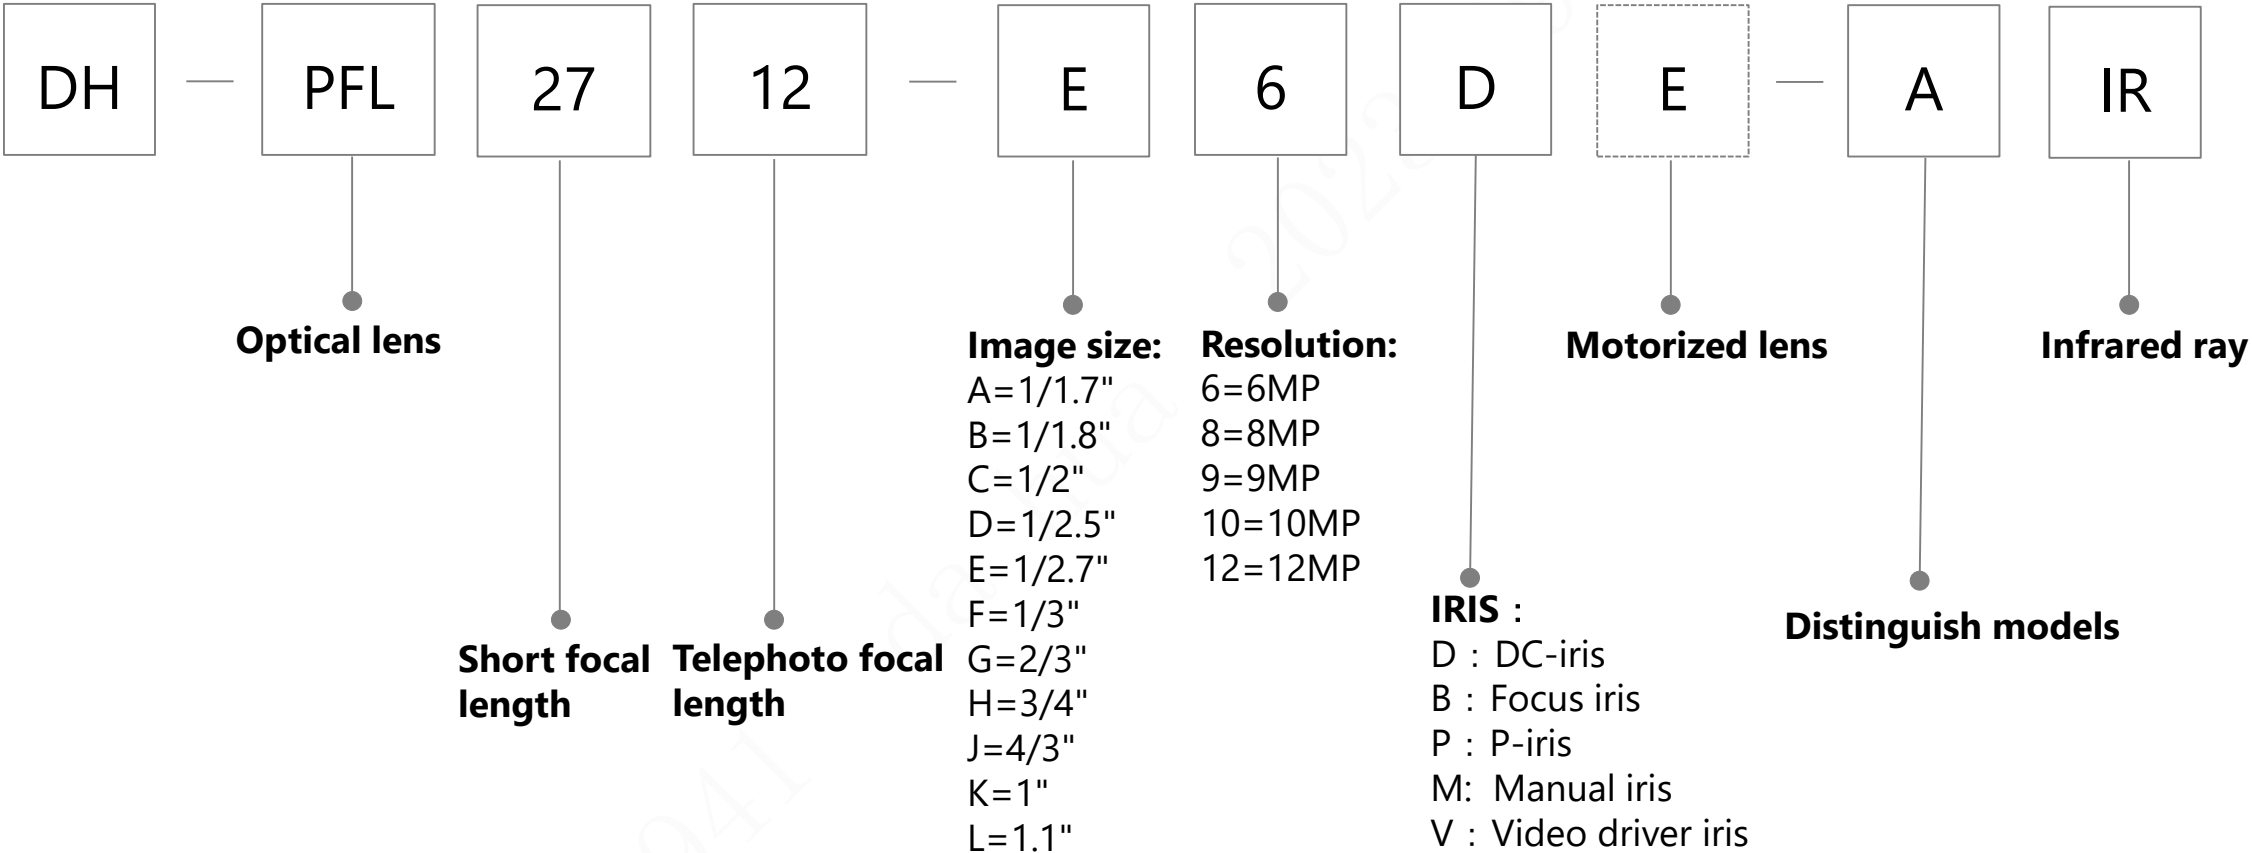 DH — PFL 27 12 — E 6 D E — A IR
Optical lens
Short focal
length
Telephoto focal
length
Image size:
A=1/1.7"
B=1/1.8"
C=1/2"
D=1/2.5"
E=1/2.7"
F=1/3"
G=2/3"
H=3/4"
J=4/3"
K=1"
L=1.1"
Resolution:
6=6MP
8=8MP
9=9MP
10=10MP
12=12MP
IRIS：
D：DC-iris
B：Focus iris
P：P-iris
M: Manual iris
V：Video driver iris
Motorized lens
Distinguish models
Infrared ray